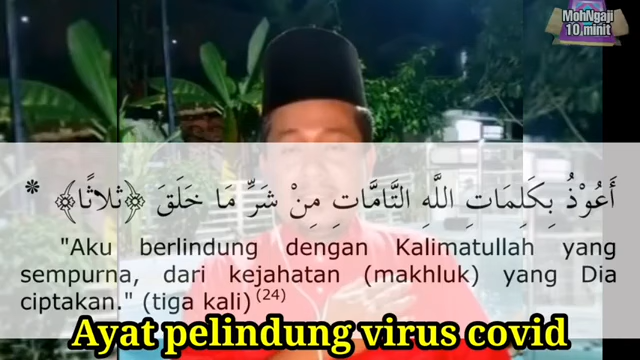 MohNgaji
10 minit
أَعُوْذُ بِكَلِمَاتِ اللَّهِ التَّامَّاتِ مِنْ شَرِّ مَا خَلَقَ ﴿ثلاثًا﴾ *
"Aku berlindung dengan Kalimatullah yang
sempurna, dari kejahatan (makhluk) yang Dia
ciptakan." (tiga kali) (24)
Ayat pelindung virus covid